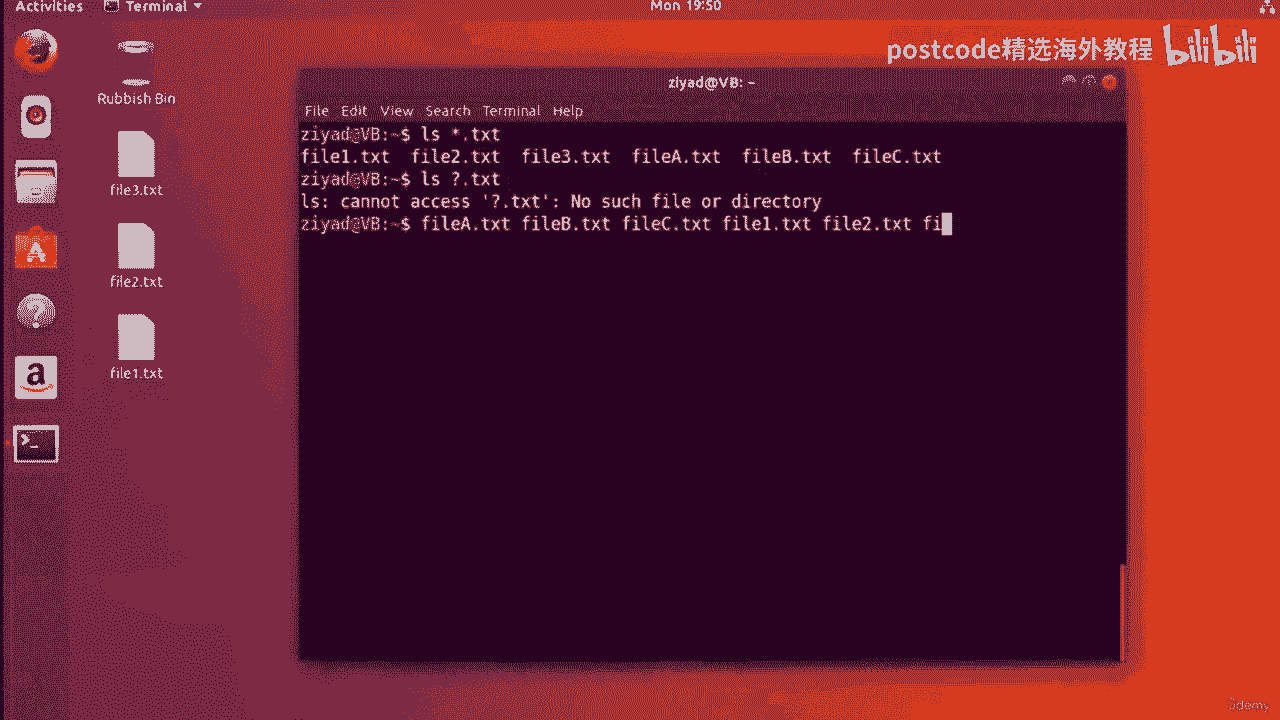 Activities
Terminal
Mon 19:50
postcode精选海外教程 bilibili
Rubbish Bin
file3.txt
file2.txt
file1.txt
ziyad@VB: ~
File Edit View Search Terminal Help
ziyad@VB:~$ ls *.txt
file1.txt file2.txt file3.txt fileA.txt fileB.txt fileC.txt
ziyad@VB:~$ ls ?.txt
ls: cannot access '?.txt': No such file or directory
ziyad@VB:~$ fileA.txt fileB.txt fileC.txt file1.txt file2.txt fi
ûdemy